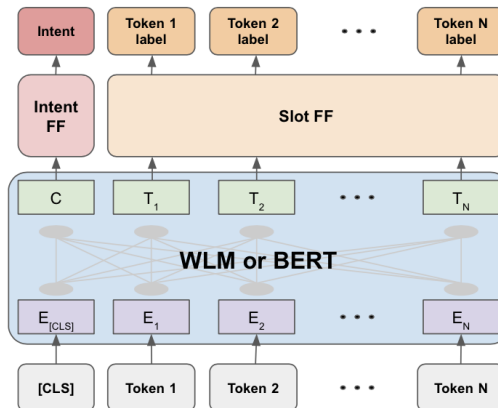 Intent
Token 1 label
Token 2 label
• • •
Token N label
Intent FF
Slot FF
C
T1
T2
• • •
TN
WLM or BERT
E[CLS]
E1
E2
• • •
EN
[CLS]
Token 1
Token 2
• • •
Token N